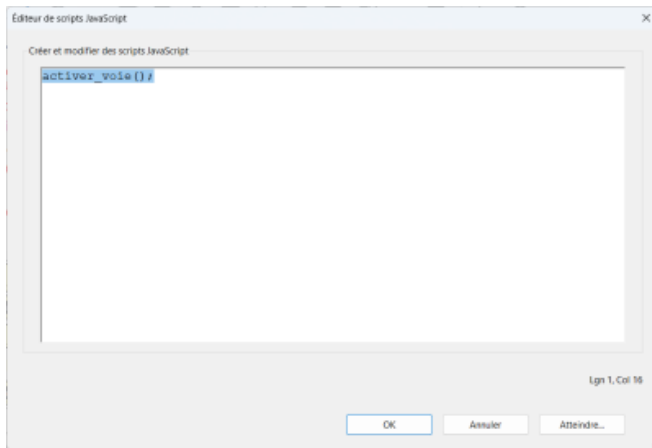 Éditeur de scripts JavaScript
Créer et modifier des scripts JavaScript
activer_voie();
Lgn 1, Col 16
OK Annuler Atteindre...